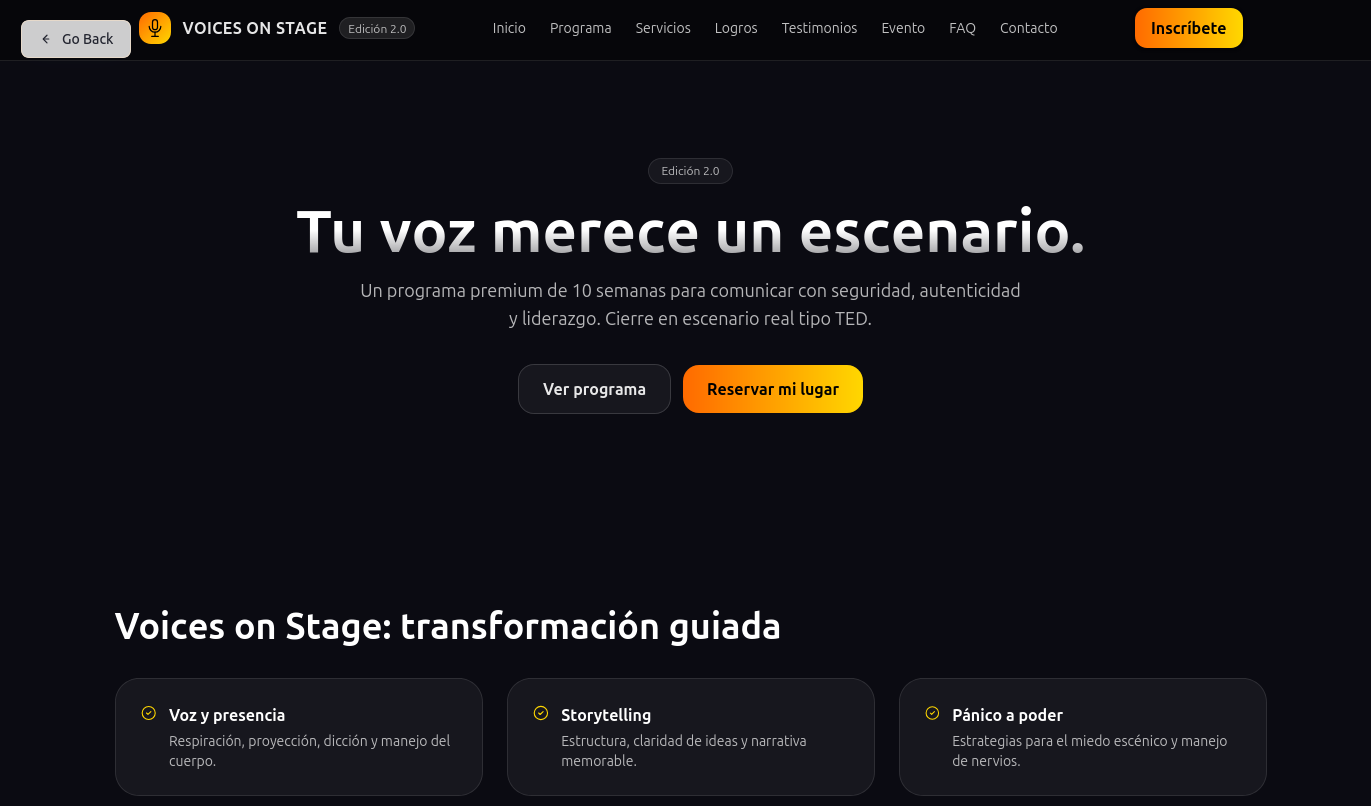 Go Back
VOICES ON STAGE
Edición 2.0
Inicio
Programa
Servicios
Logros
Testimonios
Evento
FAQ
Contacto
Inscríbete
Edición 2.0
Tu voz merece un escenario.
Un programa premium de 10 semanas para comunicar con seguridad, autenticidad
y liderazgo. Cierre en escenario real tipo TED.
Ver programa
Reservar mi lugar
Voices on Stage: transformación guiada
Voz y presencia
Respiración, proyección, dicción y manejo del
cuerpo.
Storytelling
Estructura, claridad de ideas y narrativa
memorable.
Pánico a poder
Estrategias para el miedo escénico y manejo
de nervios.